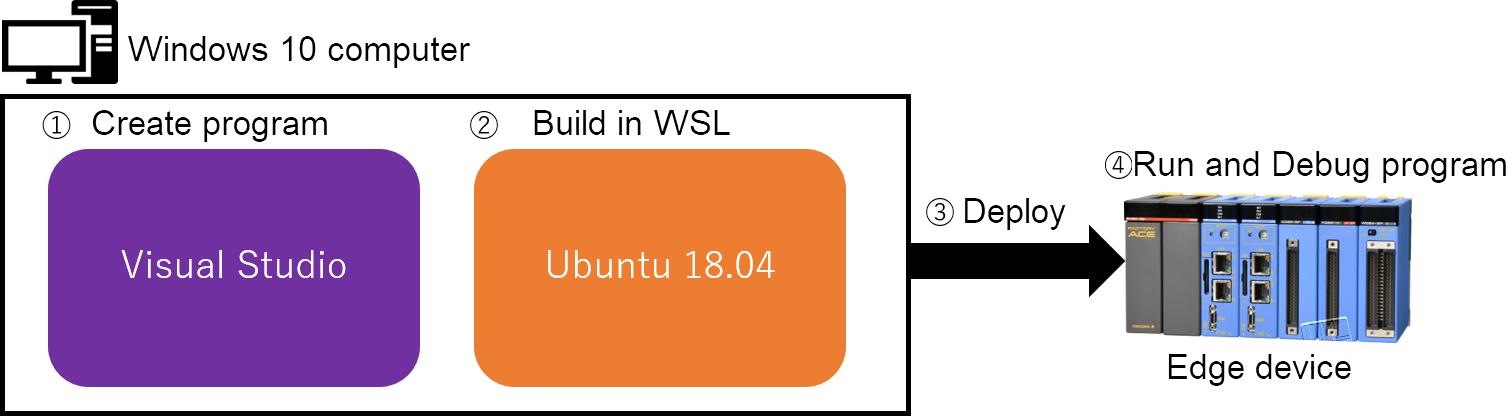 Windows 10 computer
① Create program
② Build in WSL
Visual Studio
Ubuntu 18.04
③ Deploy
④Run and Debug program
FACTORY
ACE
YOKOGAWA
Edge device